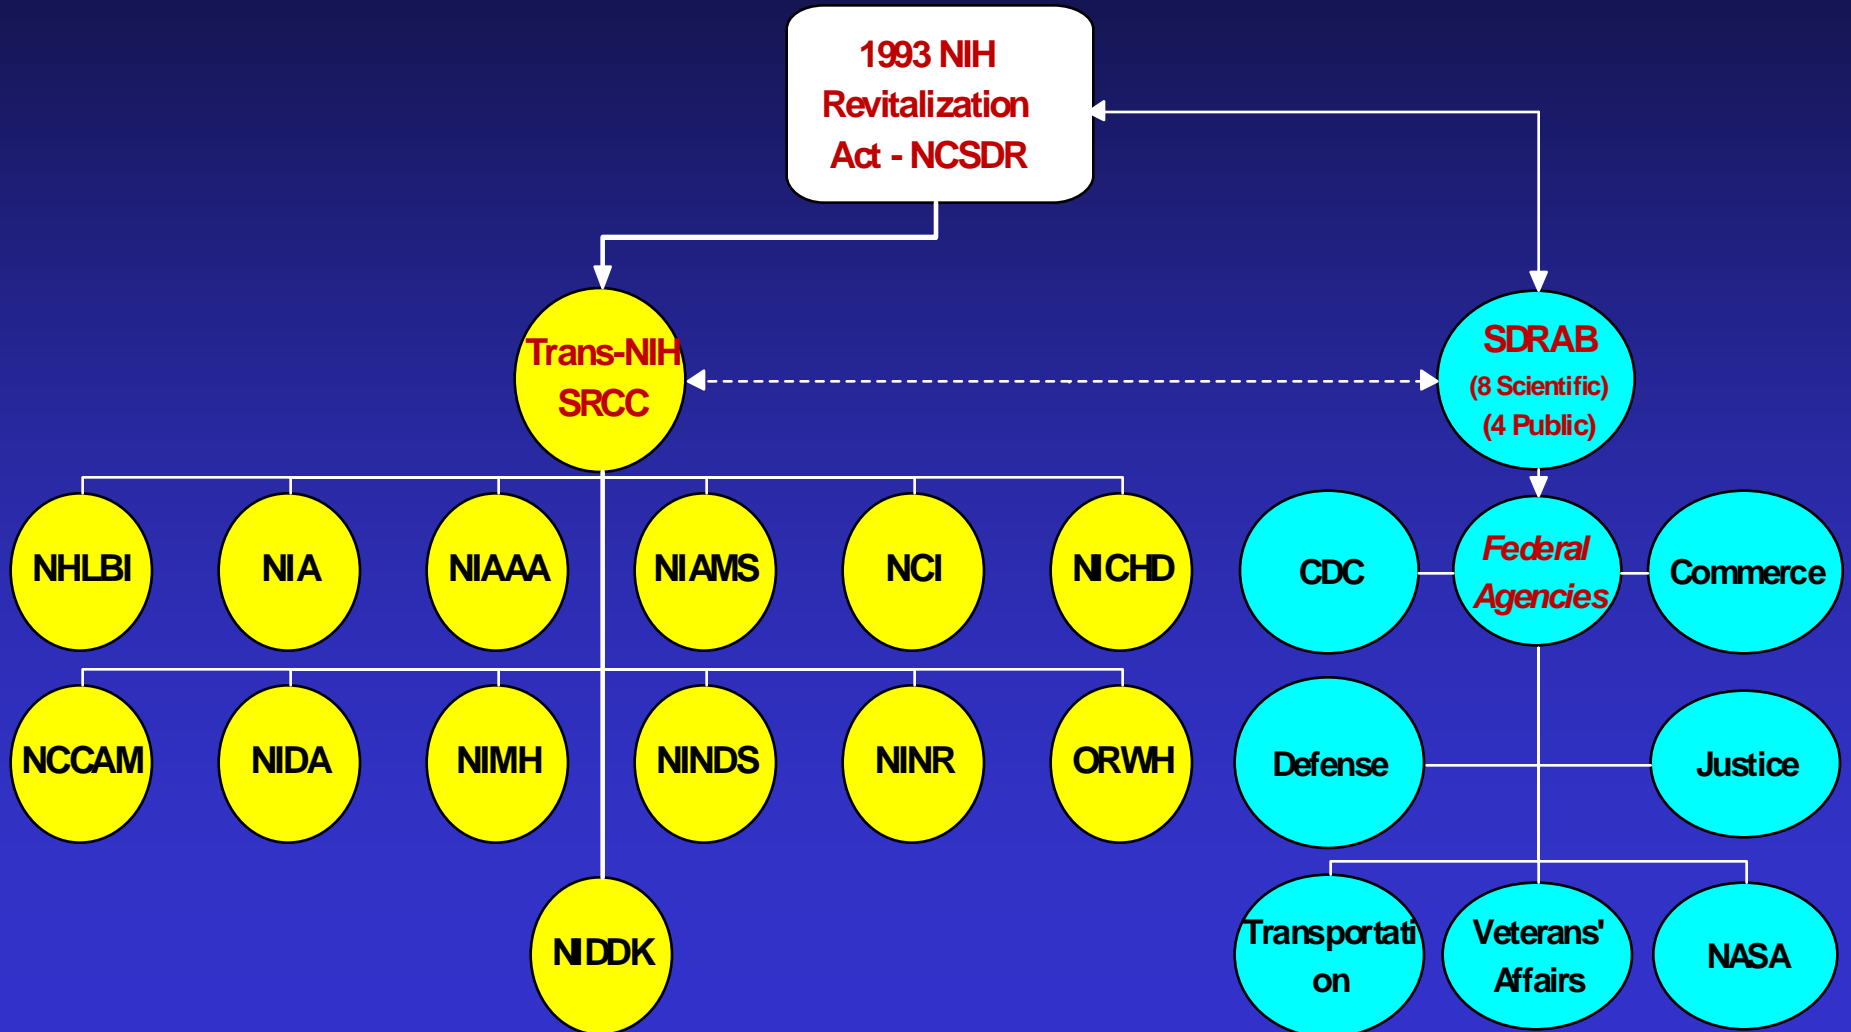 1993 NIH
Revitalization
Act - NCSDR
Trans-NIH
SRCC
SDRAB
(8 Scientific)
(4 Public)
NHLBI
NIA
NIAAA
NIAMS
NCI
NICHD
CDC
Federal
Agencies
Commerce
NCCAM
NIDA
NIMH
NINDS
NINR
ORWH
Defense
Justice
NIDDK
Transportati
on
Veterans'
Affairs
NASA